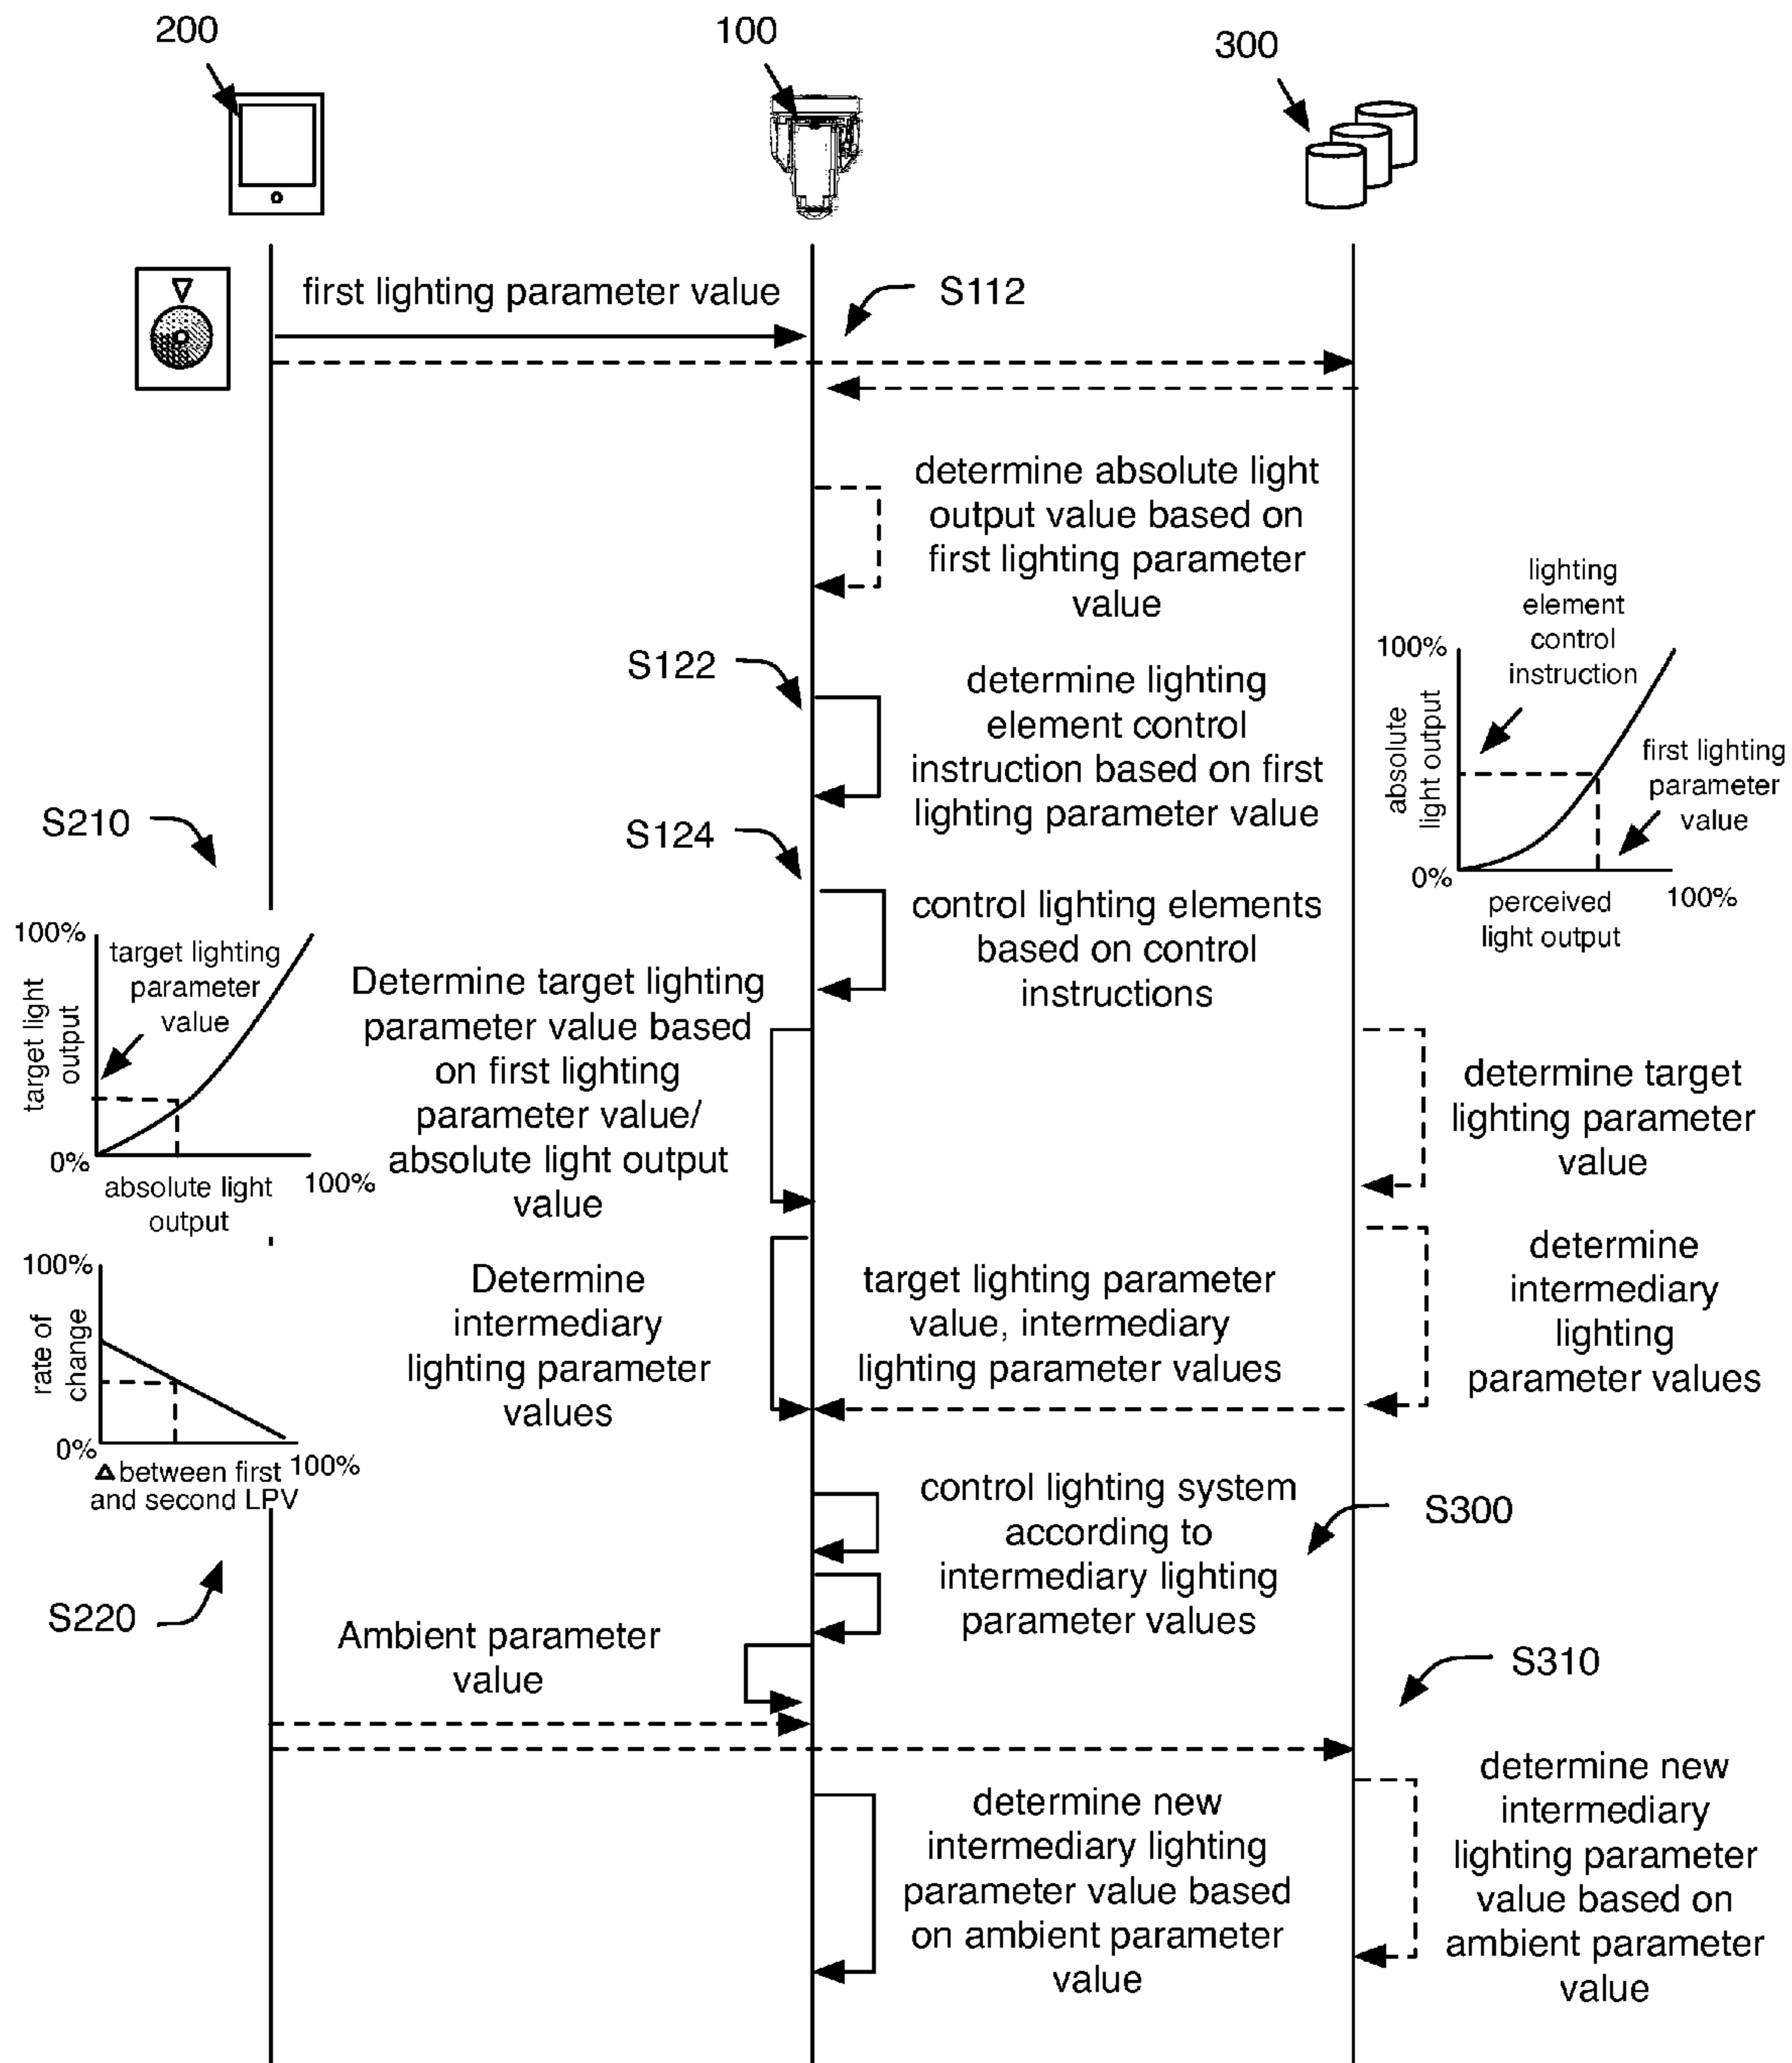 200
100
300
first lighting parameter value
S112
determine absolute light
output value based on
first lighting parameter
value
lighting
element
control
instruction
100%
absolute
light output
first lighting
parameter
value
0%
perceived
light output
100%
S122
determine lighting
element control
instruction based on first
lighting parameter value
S210
S124
control lighting elements
based on control
instructions
100%
target lighting
parameter
value
target light
output
0%
absolute light
output
100%
Determine target lighting
parameter value based
on first lighting
parameter value/
absolute light output
value
determine target
lighting parameter
value
100%
rate of
change
0%
Δ between first
and second LPV
100%
Determine
intermediary
lighting parameter
values
target lighting parameter
value, intermediary
lighting parameter values
determine
intermediary
lighting
parameter values
control lighting system
according to
intermediary lighting
parameter values
S300
S220
Ambient parameter
value
S310
determine new
intermediary lighting
parameter value based
on ambient parameter
value
determine new
intermediary
lighting parameter
value based on
ambient parameter
value